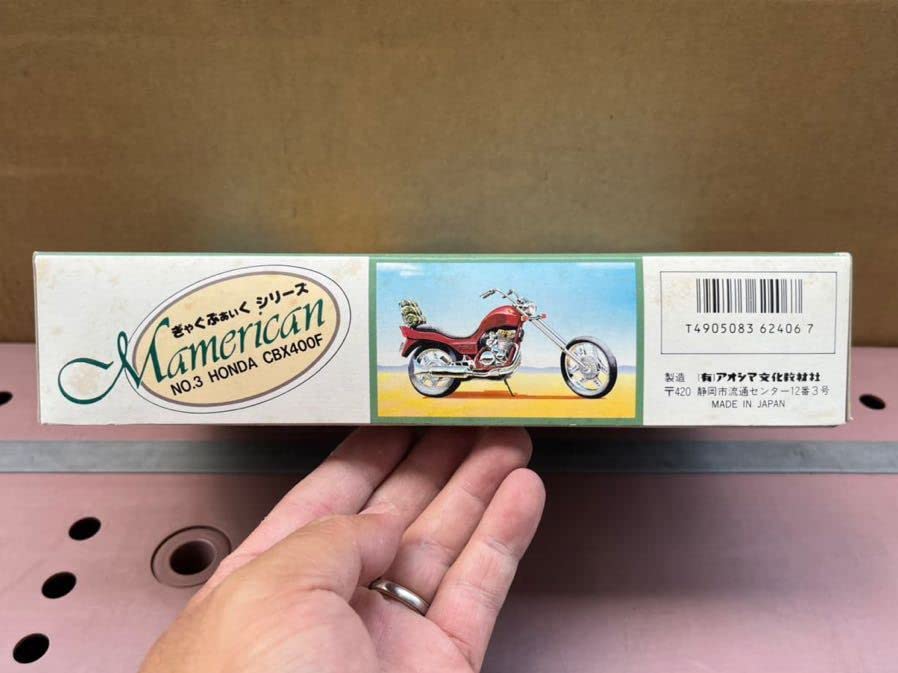 ぎゃくふぁいく シリーズ
Mamerican
NO.3 HONDA CBX400F
T4905083 62406 7
製造 (有)アオシマ文化教材社
〒420 静岡市流通センター12番3号
MADE IN JAPAN